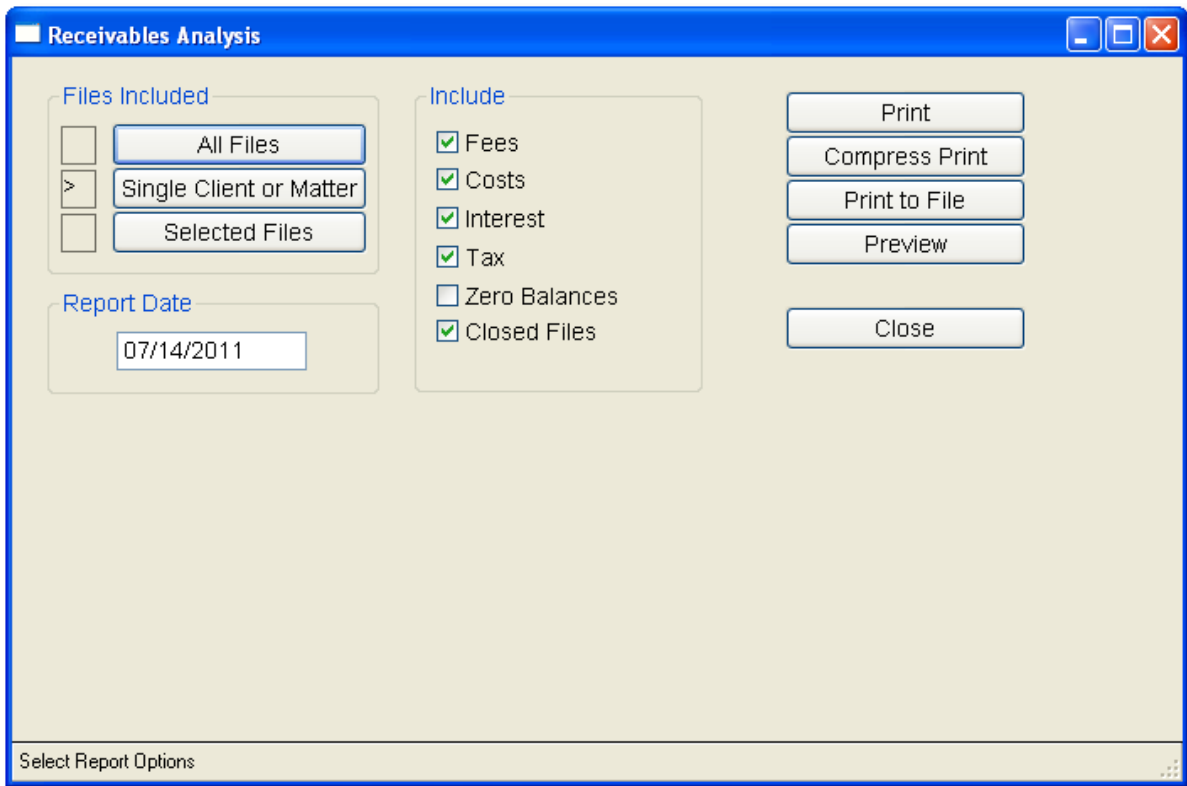 Receivables Analysis
Files Included
All Files
>
Single Client or Matter
Selected Files
Report Date
07/14/2011
Include
Fees
Costs
Interest
Tax
Zero Balances
Closed Files
Print
Compress Print
Print to File
Preview
Close
Select Report Options